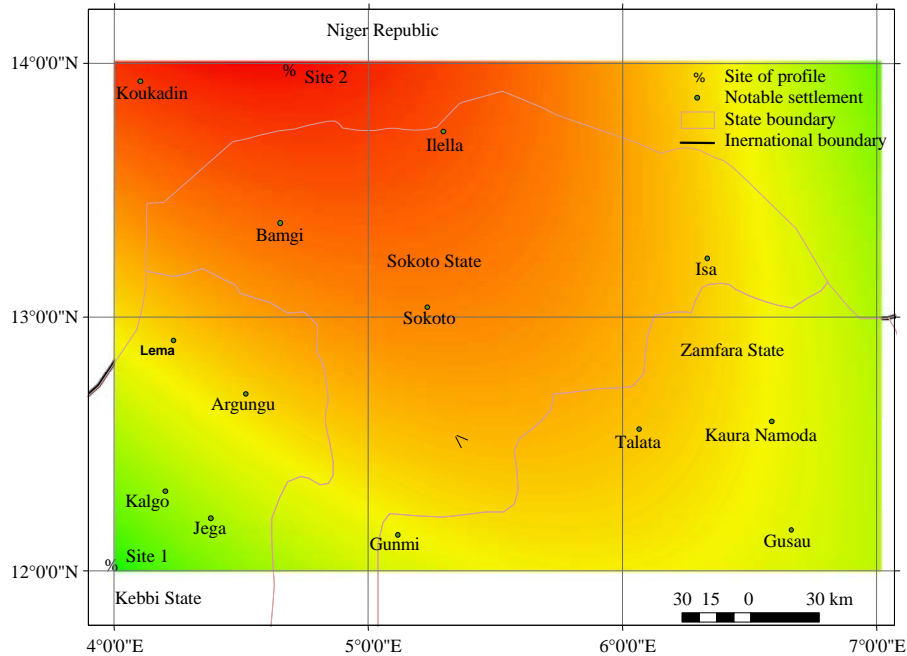 Niger Republic
14°0'0"N
% Site of profile
Site 2
Koukadin
Notable settlement
State boundary
Inernational boundary
Ilella
Bamgi
Sokoto State
Isa
13°0'0"N
Sokoto
Lema
Zamfara State
Argungu
Talata
Kaura Namoda
Kalgo
Jega
Gunmi
Gusau
% Site 1
12°0'0"N
Kebbi State
30 15 0 30 km
4°0'0"E 5°0'0"E 6°0'0"E 7°0'0"E